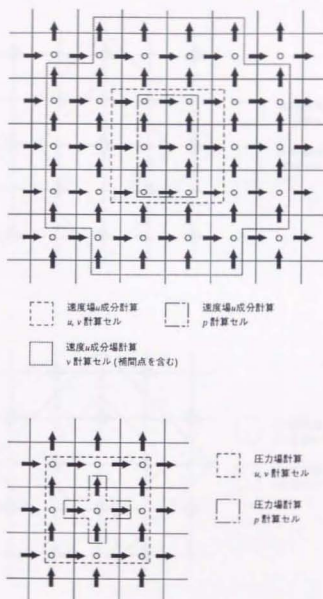 速度場u成分計算
u, v 計算セル
速度場u成分計算
p 計算セル
速度u成分場計算
v 計算セル (補間点を含む)
圧力場計算
u, v 計算セル
圧力場計算
p 計算セル